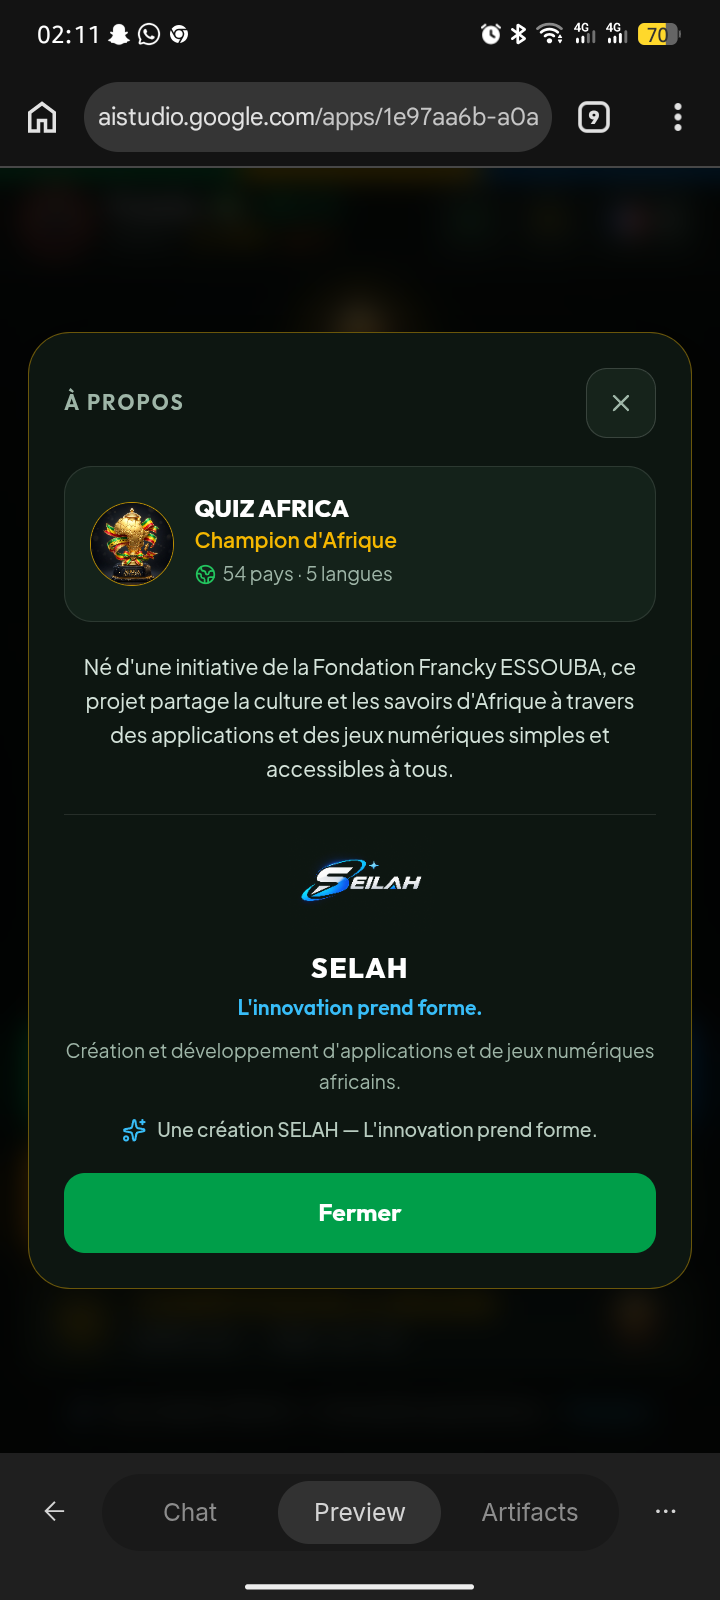 02:11
4G 4G 70
aistudio.google.com/apps/1e97aa6b-a0a
9
À PROPOS
QUIZ AFRICA
Champion d'Afrique
54 pays · 5 langues
Né d'une initiative de la Fondation Francky ESSOUBA, ce
projet partage la culture et les savoirs d'Afrique à travers
des applications et des jeux numériques simples et
accessibles à tous.
SEILAH
SELAH
L'innovation prend forme.
Création et développement d'applications et de jeux numériques
africains.
Une création SELAH — L'innovation prend forme.
Fermer
Chat Preview Artifacts